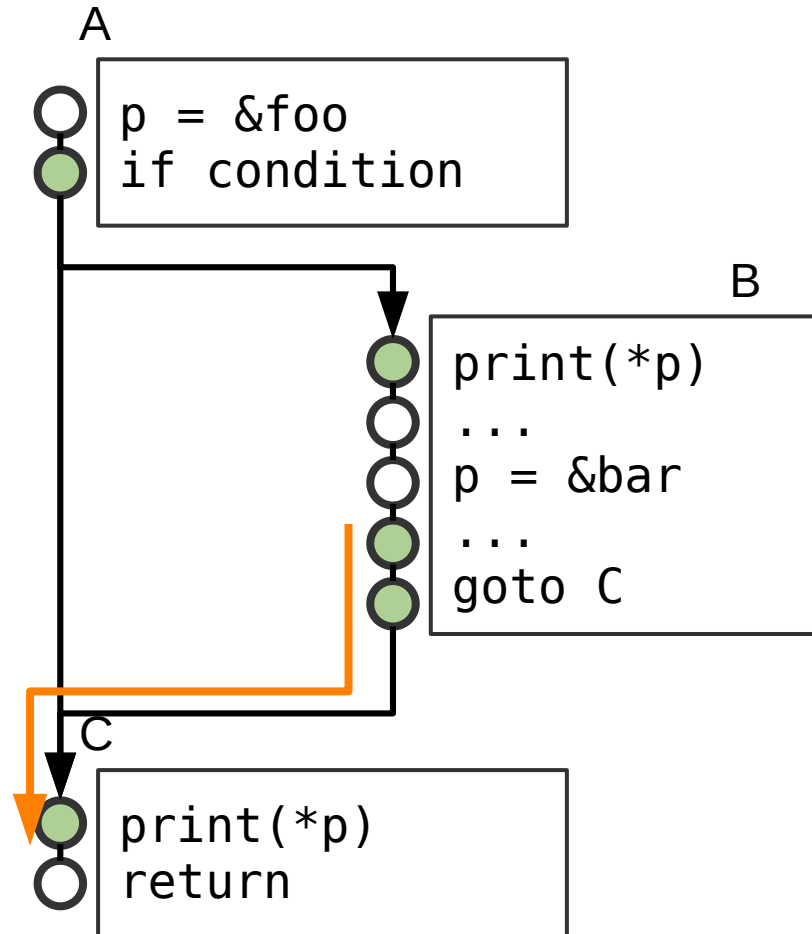 A
p = &foo
if condition
B
print(*p)
...
p = &bar
...
goto C
C
print(*p)
return